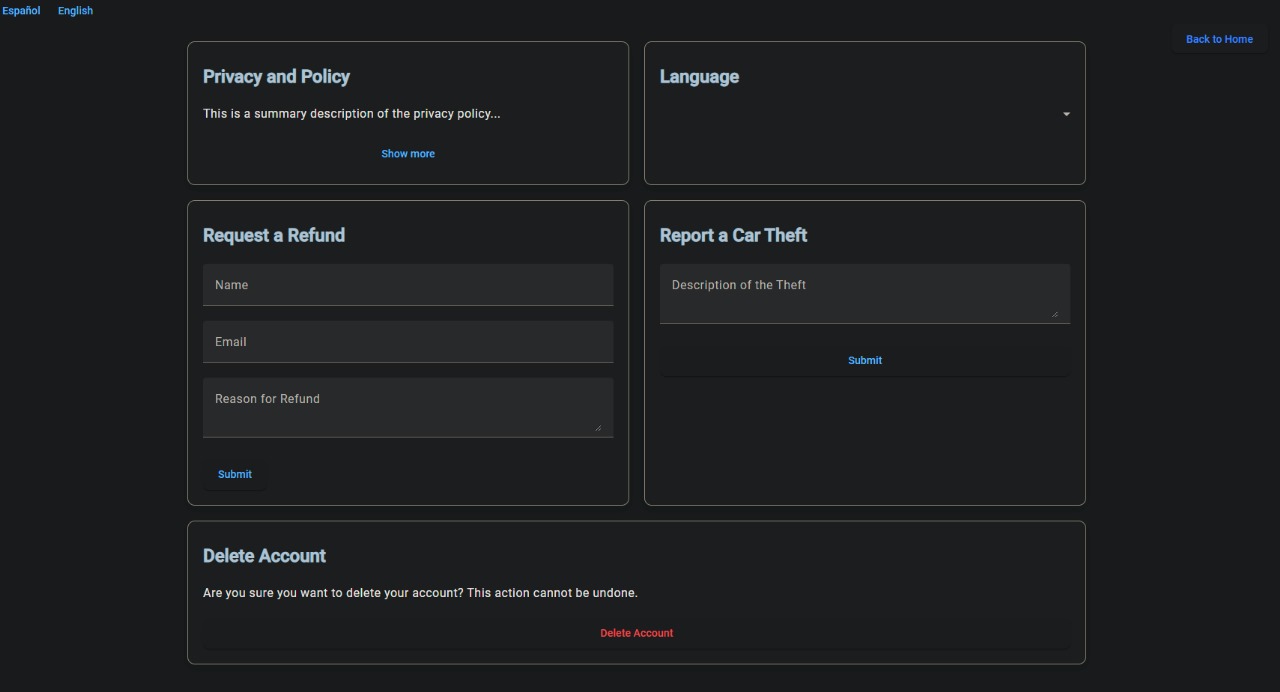 Español English
Back to Home
Privacy and Policy
This is a summary description of the privacy policy...
Show more
Language
Request a Refund
Name
Email
Reason for Refund
Submit
Report a Car Theft
Description of the Theft
Submit
Delete Account
Are you sure you want to delete your account? This action cannot be undone.
Delete Account